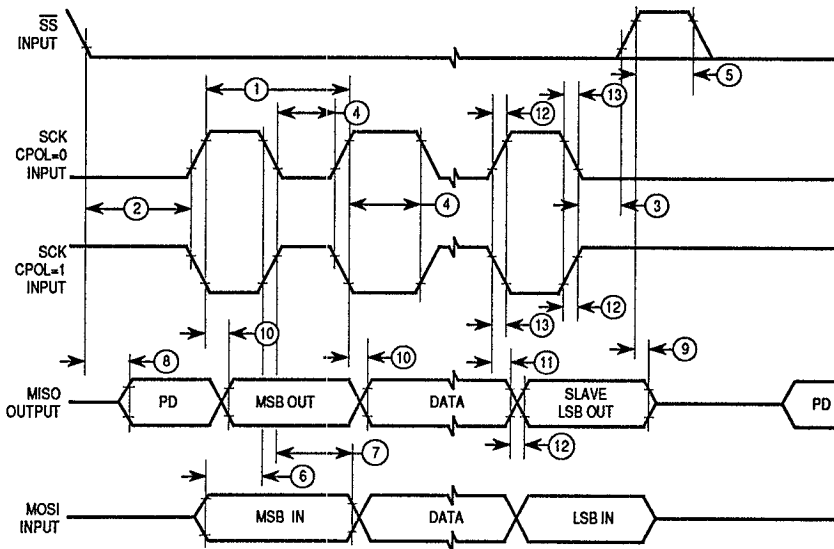 SS
INPUT
5
1
12
13
4
SCK
CPOL=0
INPUT
2
4
3
SCK
CPOL=1
INPUT
12
13
10
10
11
9
8
MISO
OUTPUT
PD
MSB OUT
DATA
SLAVE
LSB OUT
PD
7
12
6
MOSI
INPUT
MSB IN
DATA
LSB IN